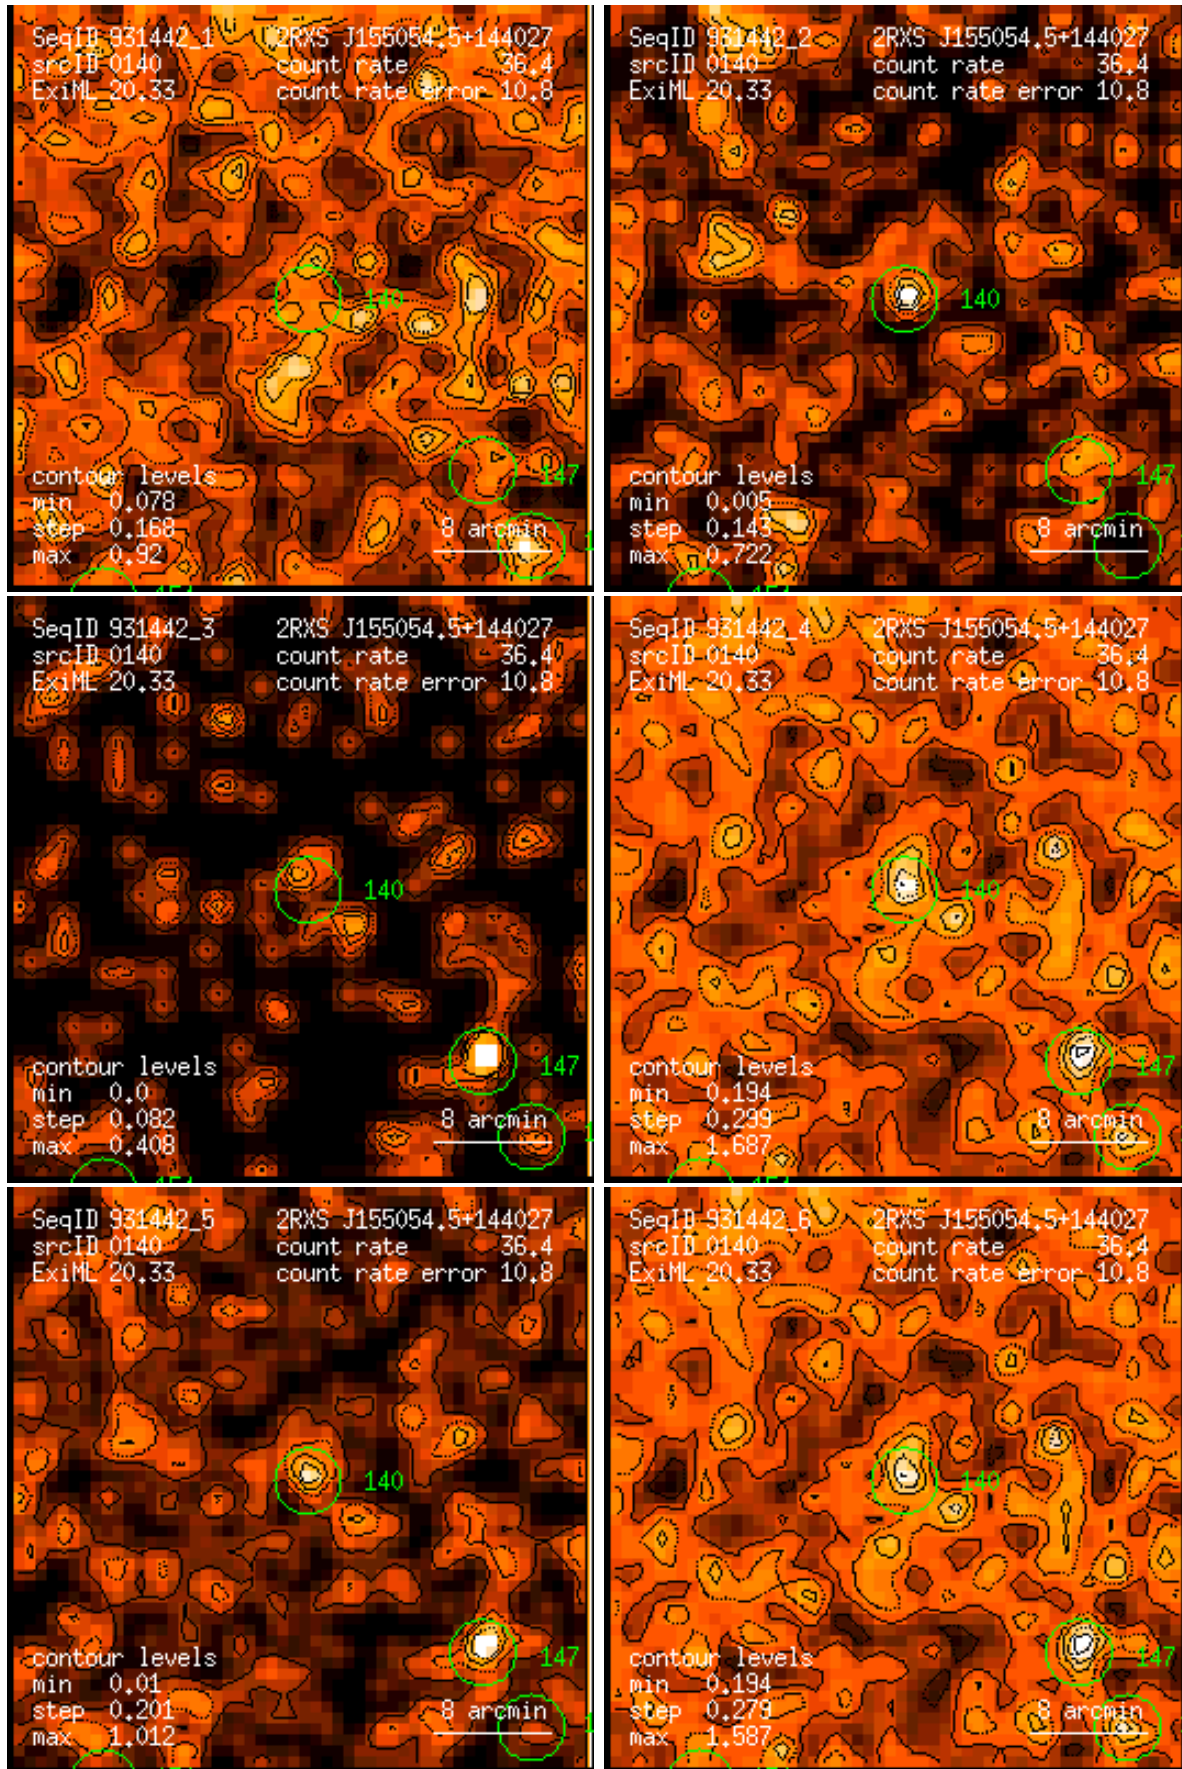 SeqID 931442_1 2RXS J155054.5+144027
srcID 0140 count rate 36.4
ExiML 20.33 count rate error 10.8
140
147
contour levels
min 0.078
step 0.168
max 0.92
8 arcmin
SeqID 931442_2 2RXS J155054.5+144027
srcID 0140 count rate 36.4
ExiML 20.33 count rate error 10.8
140
147
contour levels
min 0.005
step 0.143
max 0.722
8 arcmin
SeqID 931442_3 2RXS J155054.5+144027
srcID 0140 count rate 36.4
ExiML 20.33 count rate error 10.8
140
147
contour levels
min 0.0
step 0.082
max 0.408
8 arcmin
SeqID 931442_4 2RXS J155054.5+144027
srcID 0140 count rate 36.4
ExiML 20.33 count rate error 10.8
140
147
contour levels
min 0.194
step 0.299
max 1.687
8 arcmin
SeqID 931442_5 2RXS J155054.5+144027
srcID 0140 count rate 36.4
ExiML 20.33 count rate error 10.8
140
147
contour levels
min 0.01
step 0.201
max 1.012
8 arcmin
SeqID 931442_6 2RXS J155054.5+144027
srcID 0140 count rate 36.4
ExiML 20.33 count rate error 10.8
140
147
contour levels
min 0.194
step 0.279
max 1.587
8 arcmin